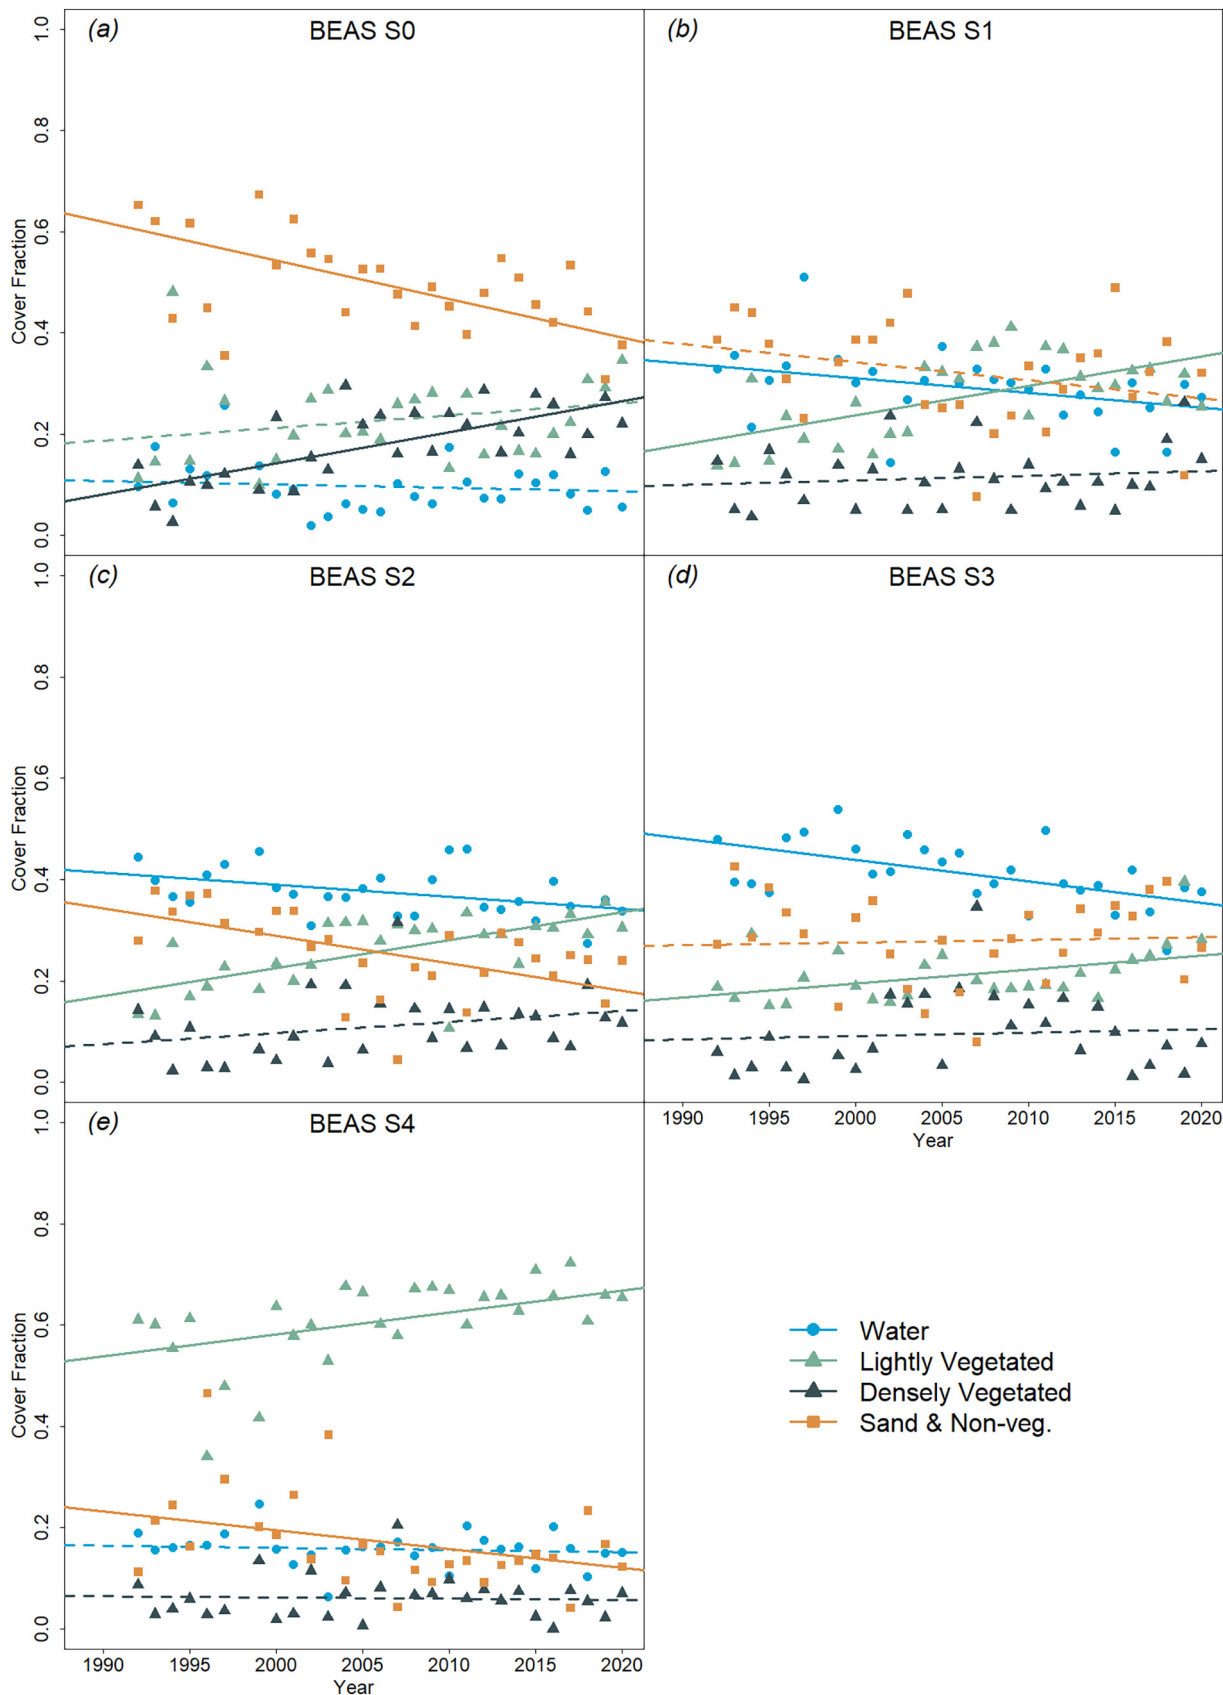 (a) BEAS S0
(b) BEAS S1
1.0
0.8
0.6
0.4
0.2
0.0
Cover Fraction
(c) BEAS S2
(d) BEAS S3
1.0
0.8
0.6
0.4
0.2
0.0
Cover Fraction
1990 1995 2000 2005 2010 2015 2020
Year
(e) BEAS S4
1.0
0.8
0.6
0.4
0.2
0.0
Cover Fraction
1990 1995 2000 2005 2010 2015 2020
Year
Water
Lightly Vegetated
Densely Vegetated
Sand & Non-veg.